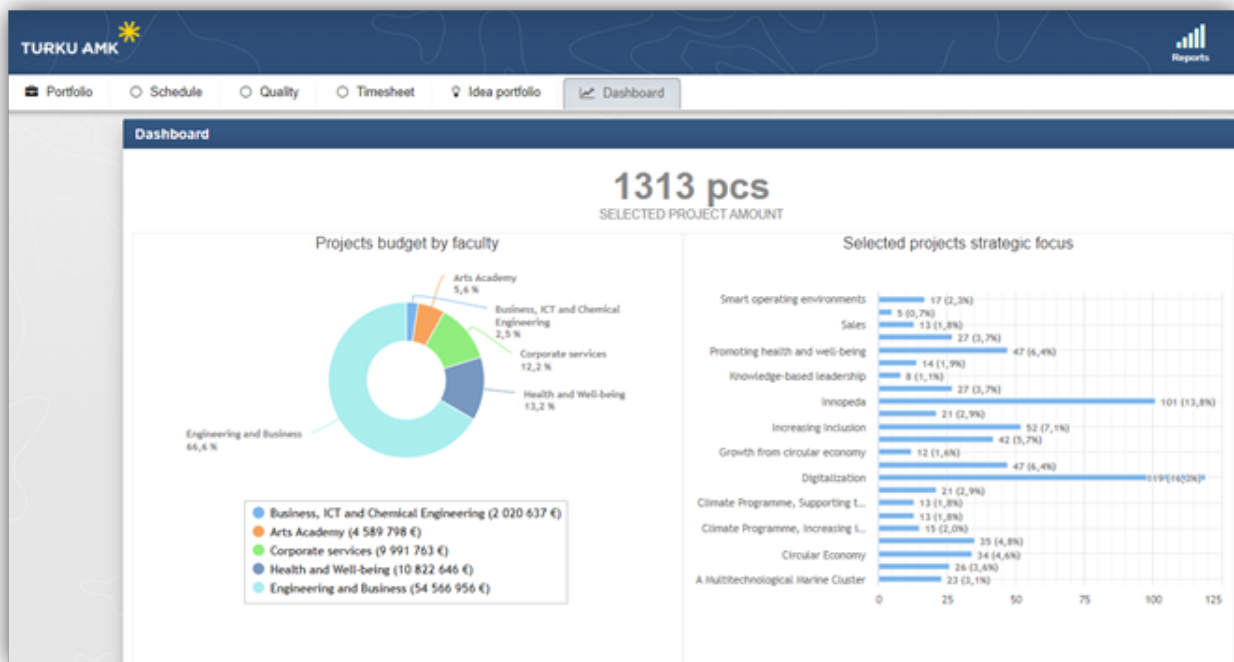 TURKU AMK
Reports
Portfolio
Schedule
Quality
Timesheet
Idea portfolio
Dashboard
Dashboard
1313 pcs
SELECTED PROJECT AMOUNT
Projects budget by faculty
Arts Academy
5,6 %
Business, ICT and Chemical
Engineering
2,5 %
Corporate services
12,2 %
Health and Well-being
13,2 %
Engineering and Business
66,6 %
Business, ICT and Chemical Engineering (2 020 637 €)
Arts Academy (4 589 798 €)
Corporate services (9 991 763 €)
Health and Well-being (10 822 646 €)
Engineering and Business (54 566 956 €)
Selected projects strategic focus
Smart operating environments 17 (2,3%)
5 (0,7%)
Sales 13 (1,8%)
27 (3,7%)
Promoting health and well-being 47 (6,4%)
14 (1,9%)
Knowledge-based leadership 8 (1,1%)
27 (3,7%)
Innopeda 101 (13,8%)
21 (2,9%)
Increasing Inclusion 52 (7,1%)
42 (5,7%)
Growth from circular economy 12 (1,6%)
47 (6,4%)
Digitalization
21 (2,9%)
Climate Programme, Supporting t... 13 (1,8%)
13 (1,8%)
Climate Programme, Increasing i... 15 (2,0%)
35 (4,8%)
Circular Economy 34 (4,6%)
26 (3,6%)
A Multitechnological Marine Cluster 23 (3,1%)
0 25 50 75 100 125